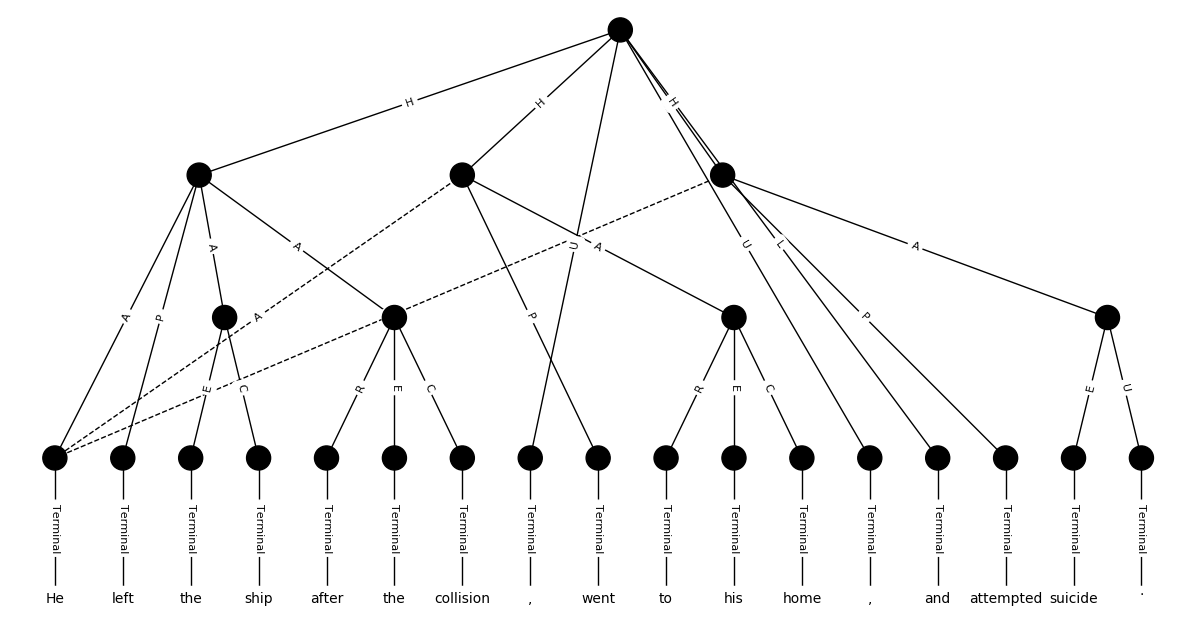 H H H
A P A A A P A U A U L P A
E C R E C R E C E U
Terminal Terminal Terminal Terminal Terminal Terminal Terminal Terminal Terminal Terminal Terminal Terminal Terminal Terminal Terminal Terminal Terminal
He left the ship after the collision , went to his home , and attempted suicide .